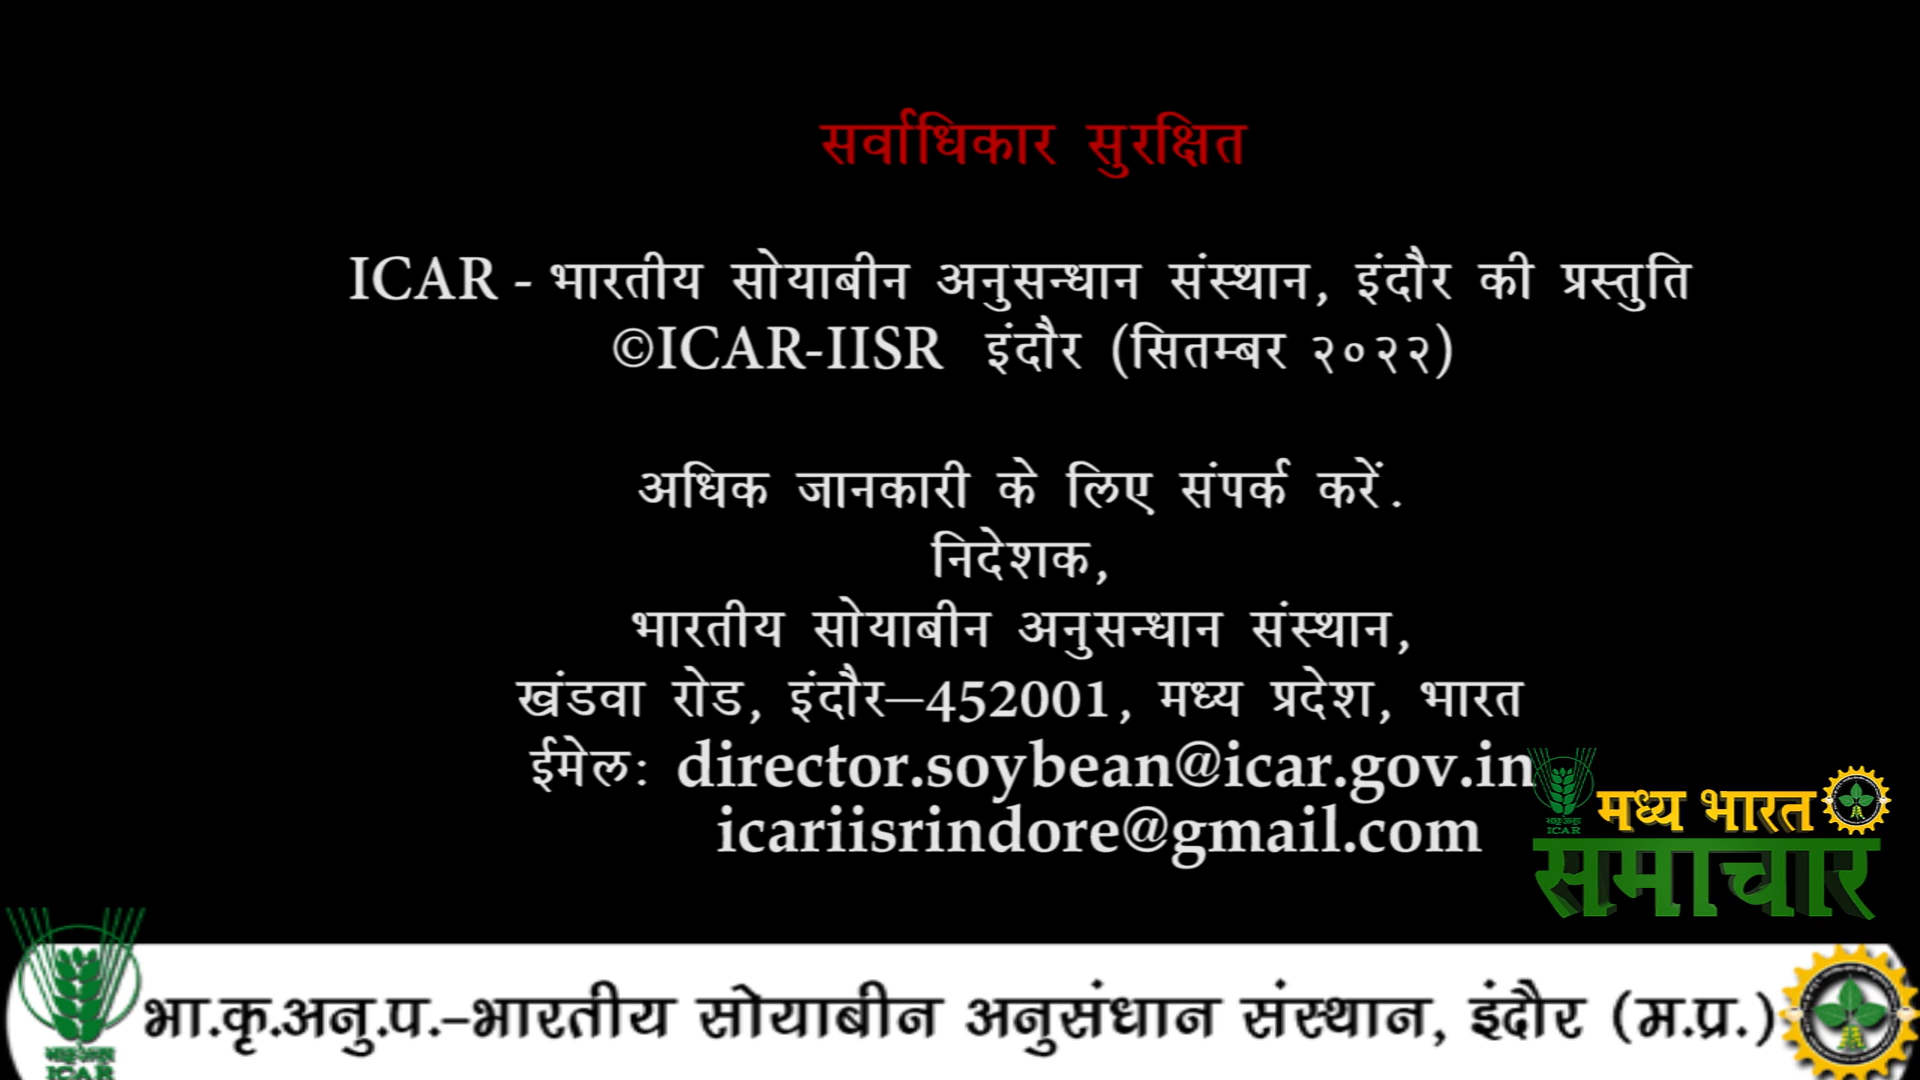 सर्वाधिकार सुरक्षित
ICAR - भारतीय सोयाबीन अनुसन्धान संस्थान, इंदौर की प्रस्तुति
©ICAR-IISR इंदौर (सितम्बर २०२२)
अधिक जानकारी के लिए संपर्क करें.
निदेशक,
भारतीय सोयाबीन अनुसन्धान संस्थान,
खंडवा रोड, इंदौर–452001, मध्य प्रदेश, भारत
ईमेल: director.soybean@icar.gov.in
icariisrindore@gmail.com
ICAR
मध्य भारत
समाचार
भा.कृ.अनु.प.–भारतीय सोयाबीन अनुसंधान संस्थान, इंदौर (म.प्र.)
ICAR